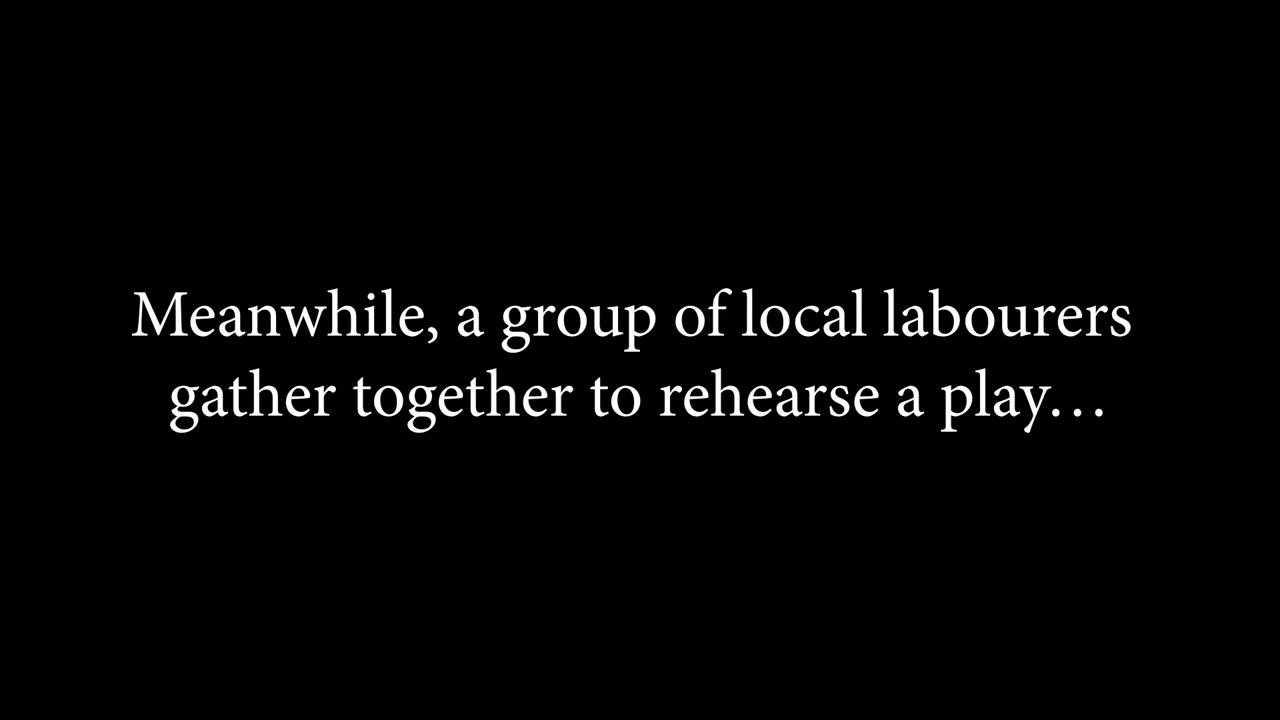 Meanwhile, a group of local labourers
gather together to rehearse a play…